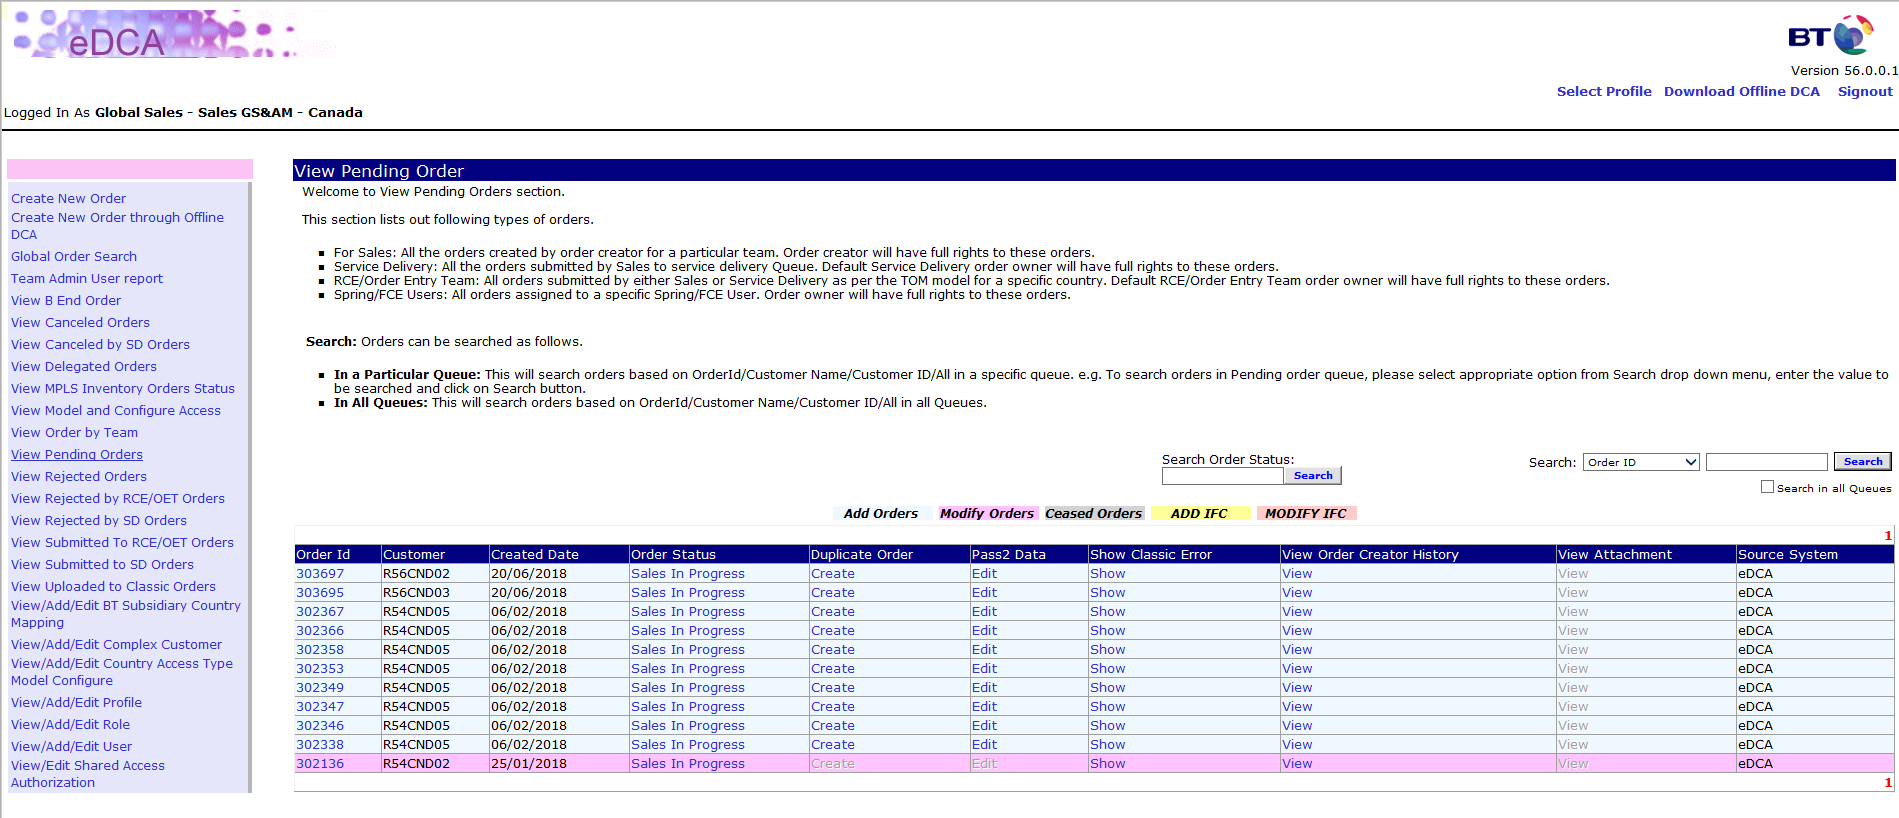 eDCA
BT
Version 56.0.0.1
Select Profile Download Offline DCA Signout
Logged In As Global Sales - Sales GS&AM - Canada
Create New Order
Create New Order through Offline
DCA
Global Order Search
Team Admin User report
View B End Order
View Canceled Orders
View Canceled by SD Orders
View Delegated Orders
View MPLS Inventory Orders Status
View Model and Configure Access
View Order by Team
View Pending Orders
View Rejected Orders
View Rejected by RCE/OET Orders
View Rejected by SD Orders
View Submitted To RCE/OET Orders
View Submitted to SD Orders
View Uploaded to Classic Orders
View/Add/Edit BT Subsidiary Country
Mapping
View/Add/Edit Complex Customer
View/Add/Edit Country Access Type
Model Configure
View/Add/Edit Profile
View/Add/Edit Role
View/Add/Edit User
View/Edit Shared Access
Authorization
View Pending Order
Welcome to View Pending Orders section.
This section lists out following types of orders.
For Sales: All the orders created by order creator for a particular team. Order creator will have full rights to these orders.
Service Delivery: All the orders submitted by Sales to service delivery Queue. Default Service Delivery order owner will have full rights to these orders.
RCE/Order Entry Team: All orders submitted by either Sales or Service Delivery as per the TOM model for a specific country. Default RCE/Order Entry Team order owner will have full rights to these orders.
Spring/FCE Users: All orders assigned to a specific Spring/FCE User. Order owner will have full rights to these orders.
Search: Orders can be searched as follows.
In a Particular Queue: This will search orders based on OrderId/Customer Name/Customer ID/All in a specific queue. e.g. To search orders in Pending order queue, please select appropriate option from Search drop down menu, enter the value to
be searched and click on Search button.
In All Queues: This will search orders based on OrderId/Customer Name/Customer ID/All in all Queues.
Search Order Status:
Search
Search: Order ID Search
Search in all Queues
Add Orders Modify Orders Ceased Orders ADD IFC MODIFY IFC
1
Order Id Customer Created Date Order Status Duplicate Order Pass2 Data Show Classic Error View Order Creator History View Attachment Source System
303697 R56CND02 20/06/2018 Sales In Progress Create Edit Show View View eDCA
303695 R56CND03 20/06/2018 Sales In Progress Create Edit Show View View eDCA
302367 R54CND05 06/02/2018 Sales In Progress Create Edit Show View View eDCA
302366 R54CND05 06/02/2018 Sales In Progress Create Edit Show View View eDCA
302358 R54CND05 06/02/2018 Sales In Progress Create Edit Show View View eDCA
302353 R54CND05 06/02/2018 Sales In Progress Create Edit Show View View eDCA
302349 R54CND05 06/02/2018 Sales In Progress Create Edit Show View View eDCA
302347 R54CND05 06/02/2018 Sales In Progress Create Edit Show View View eDCA
302346 R54CND05 06/02/2018 Sales In Progress Create Edit Show View View eDCA
302338 R54CND05 06/02/2018 Sales In Progress Create Edit Show View View eDCA
302136 R54CND02 25/01/2018 Sales In Progress Create Edit Show View View eDCA
1